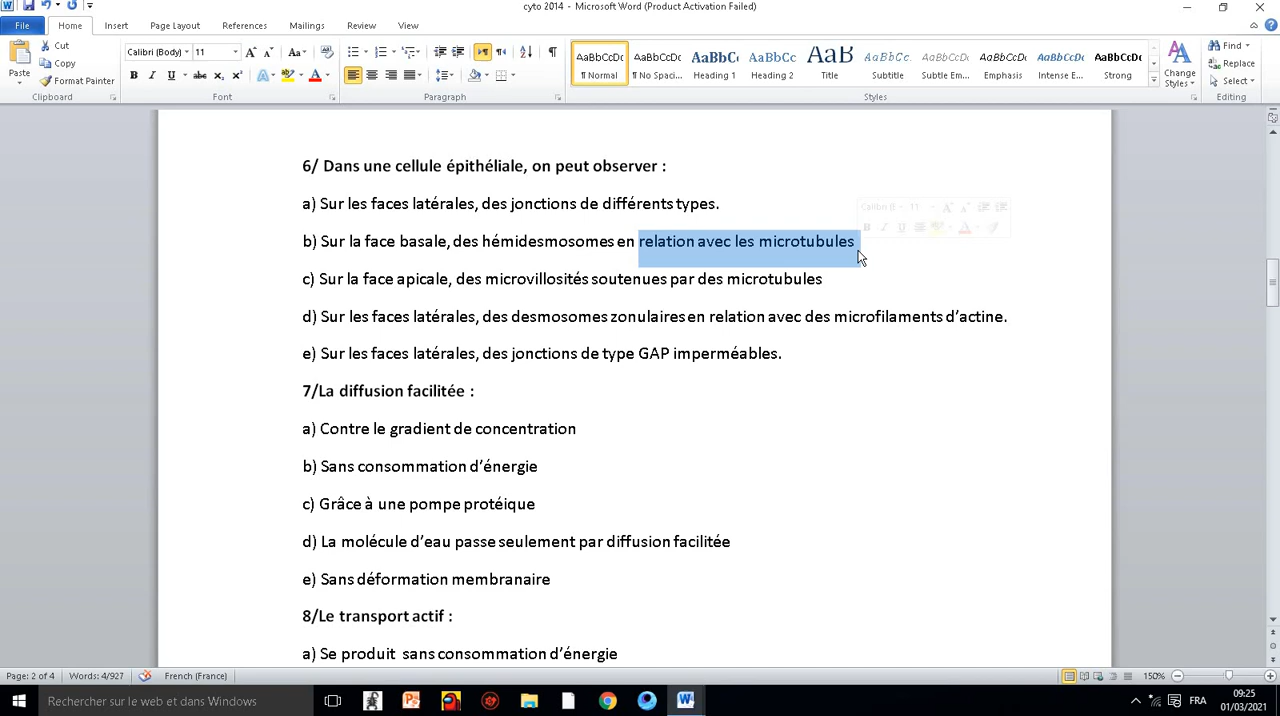 cyto 2014 - Microsoft Word (Product Activation Failed)
File Home Insert Page Layout References Mailings Review View
Paste
Cut
Copy
Format Painter
Clipboard
Calibri (Body) 11
Font
Paragraph
AaBbCcDc
¶ Normal
AaBbCcDc
¶ No Spaci...
AaBbC
Heading 1
AaBbCc
Heading 2
AaB
Title
AaBbCc.
Subtitle
AaBbCcDc
Subtle Em...
AaBbCcDc
Emphasis
AaBbCcDc
Intense E...
AaBbCcDc
Strong
Styles
Change Styles
Find
Replace
Select
Editing
6/ Dans une cellule épithéliale, on peut observer :
a) Sur les faces latérales, des jonctions de différents types.
b) Sur la face basale, des hémidesmosomes en relation avec les microtubules
c) Sur la face apicale, des microvillosités soutenues par des microtubules
d) Sur les faces latérales, des desmosomes zonulaires en relation avec des microfilaments d’actine.
e) Sur les faces latérales, des jonctions de type GAP imperméables.
7/La diffusion facilitée :
a) Contre le gradient de concentration
b) Sans consommation d’énergie
c) Grâce à une pompe protéique
d) La molécule d’eau passe seulement par diffusion facilitée
e) Sans déformation membranaire
8/Le transport actif :
a) Se produit sans consommation d’énergie
Page: 2 of 4 Words: 4/927 French (France) 150%
Rechercher sur le web et dans Windows
FRA
09:25
01/03/2021